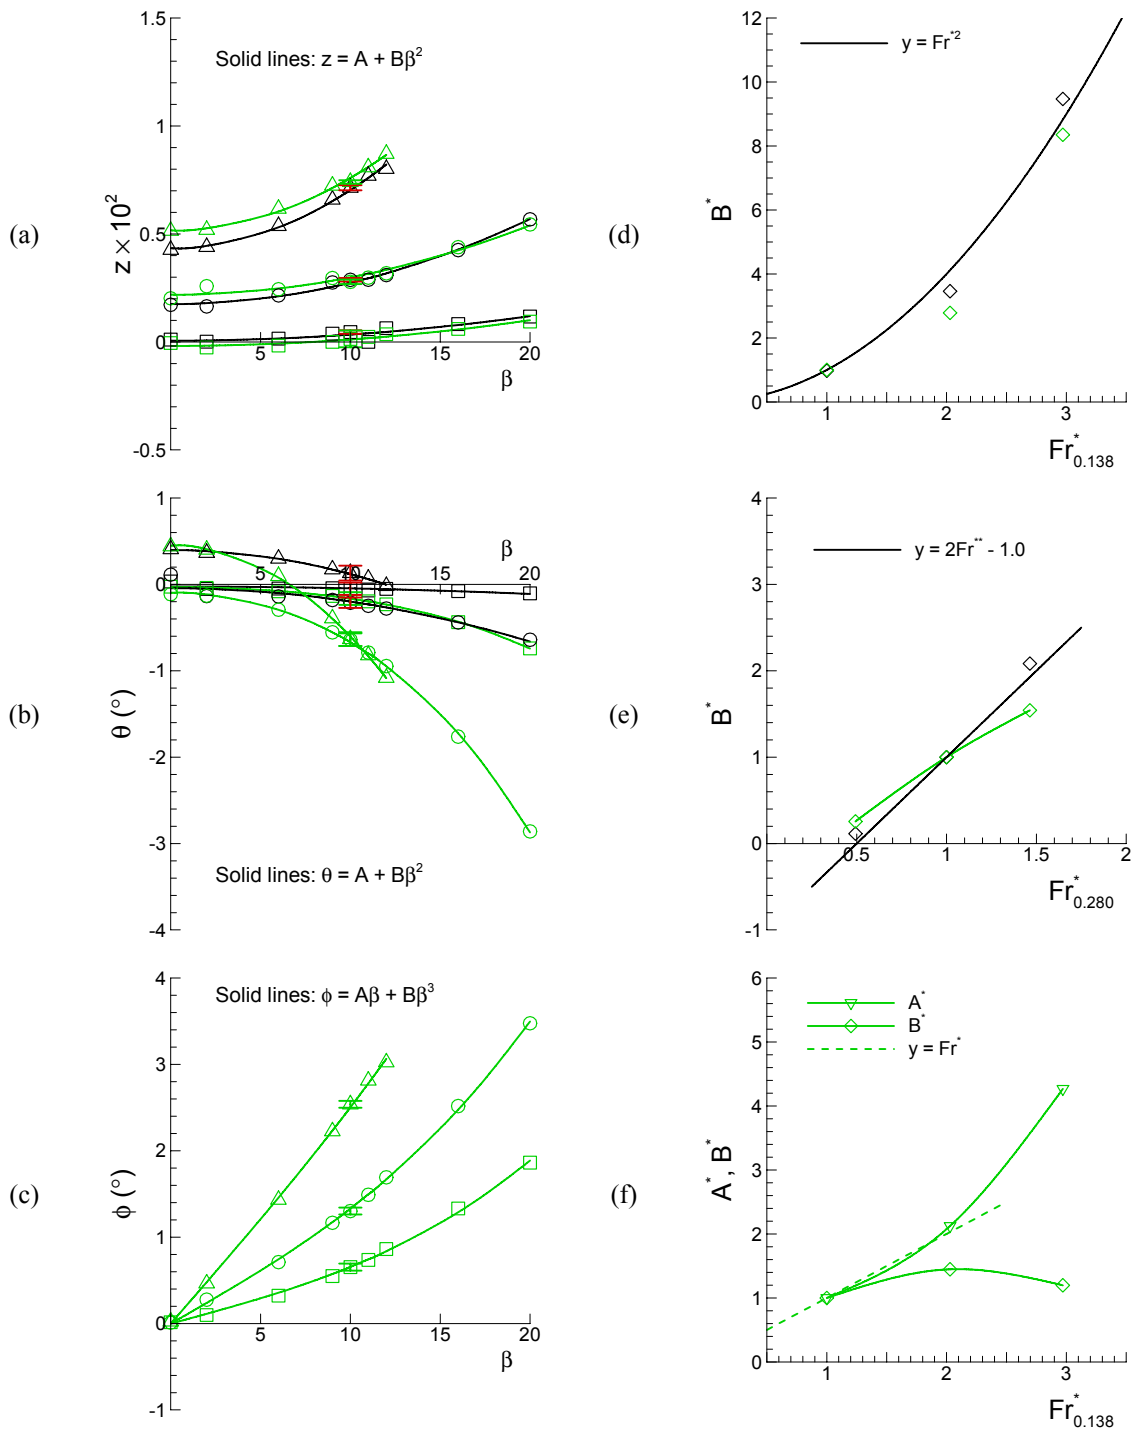 (a)
1.5
1
0.5
0
-0.5
z × 10²
Solid lines: z = A + Bβ²
5
10
15
20
β
(d)
12
10
8
6
4
2
0
B*
y = Fr*²
1
2
3
Fr*0.138
(b)
1
0
-1
-2
-3
-4
θ (°)
β
5
10
15
20
Solid lines: θ = A + Bβ²
(e)
4
3
2
1
0
-1
B*
y = 2Fr** - 1.0
0.5
1
1.5
2
Fr*0.280
(c)
4
3
2
1
0
-1
ϕ (°)
Solid lines: ϕ = Aβ + Bβ³
5
10
15
20
β
(f)
6
5
4
3
2
1
0
A*, B*
A*
B*
y = Fr*
1
2
3
Fr*0.138